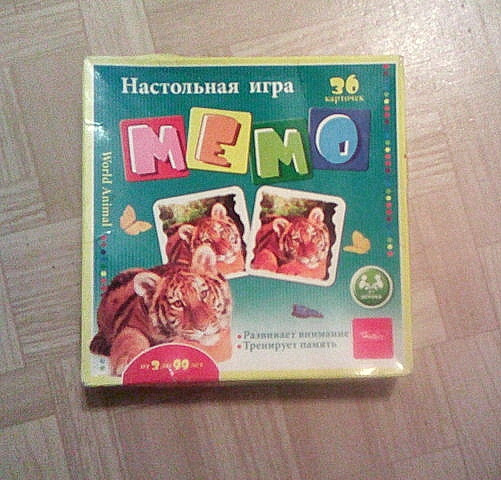 Настольная игра
36
карточек
МЕМО
World Animal
• Развивает внимание
• Тренирует память
от 3 до 99 лет